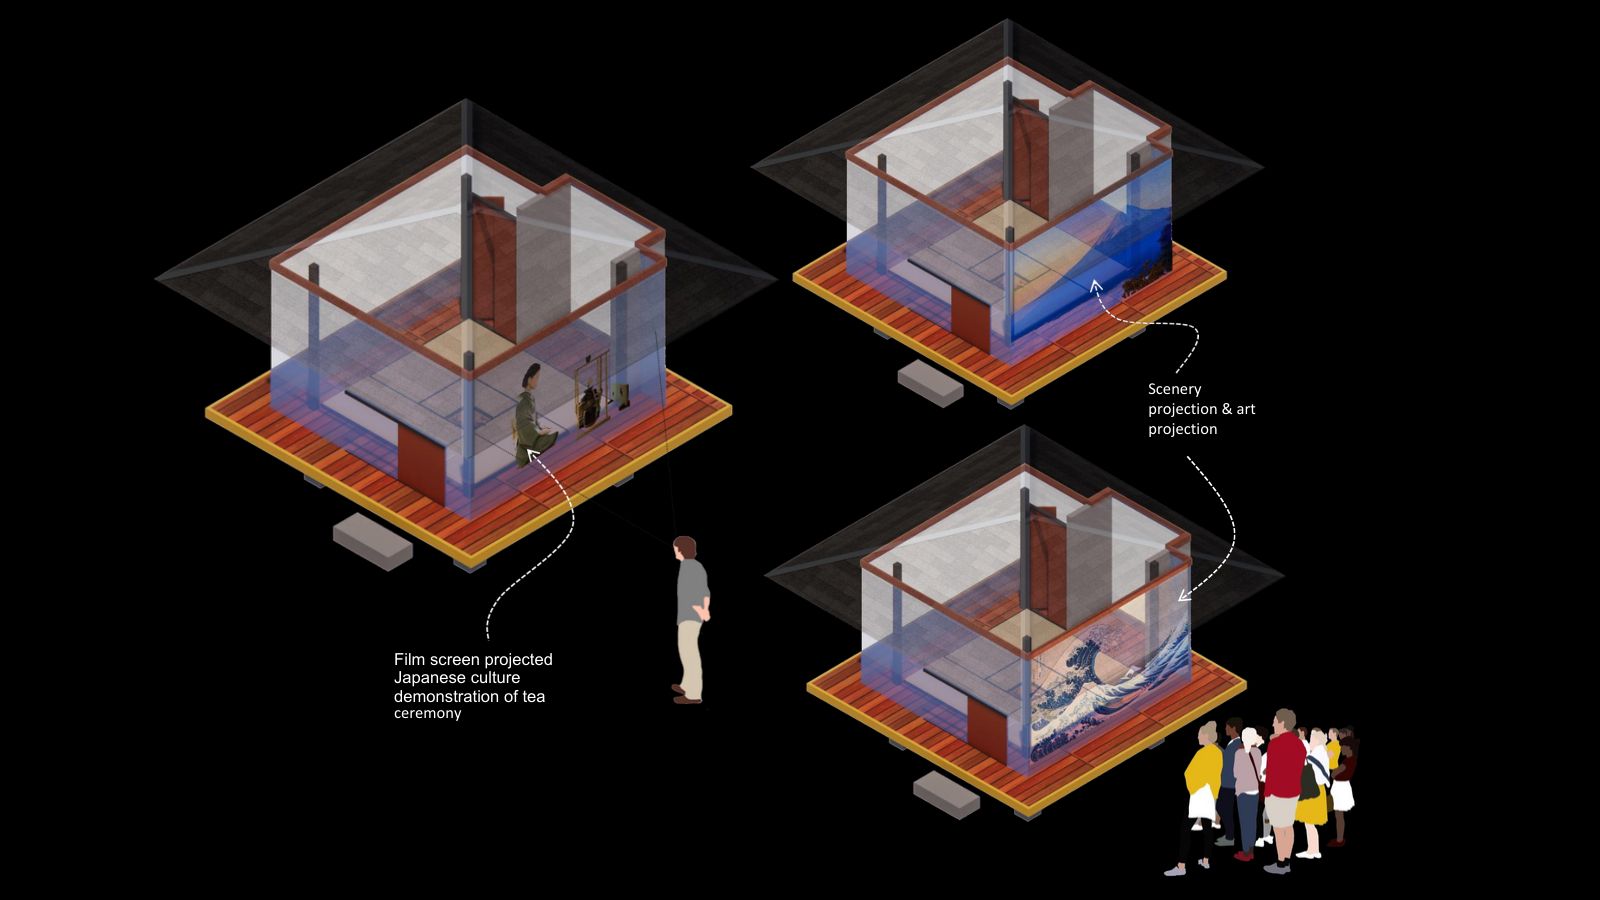 Scenery
projection & art
projection
Film screen projected
Japanese culture
demonstration of tea
ceremony